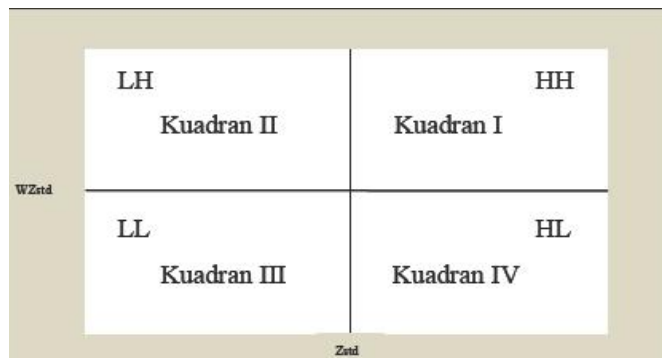 LH HH
Kuadran II Kuadran I
WZstd
LL HL
Kuadran III Kuadran IV
Zstd